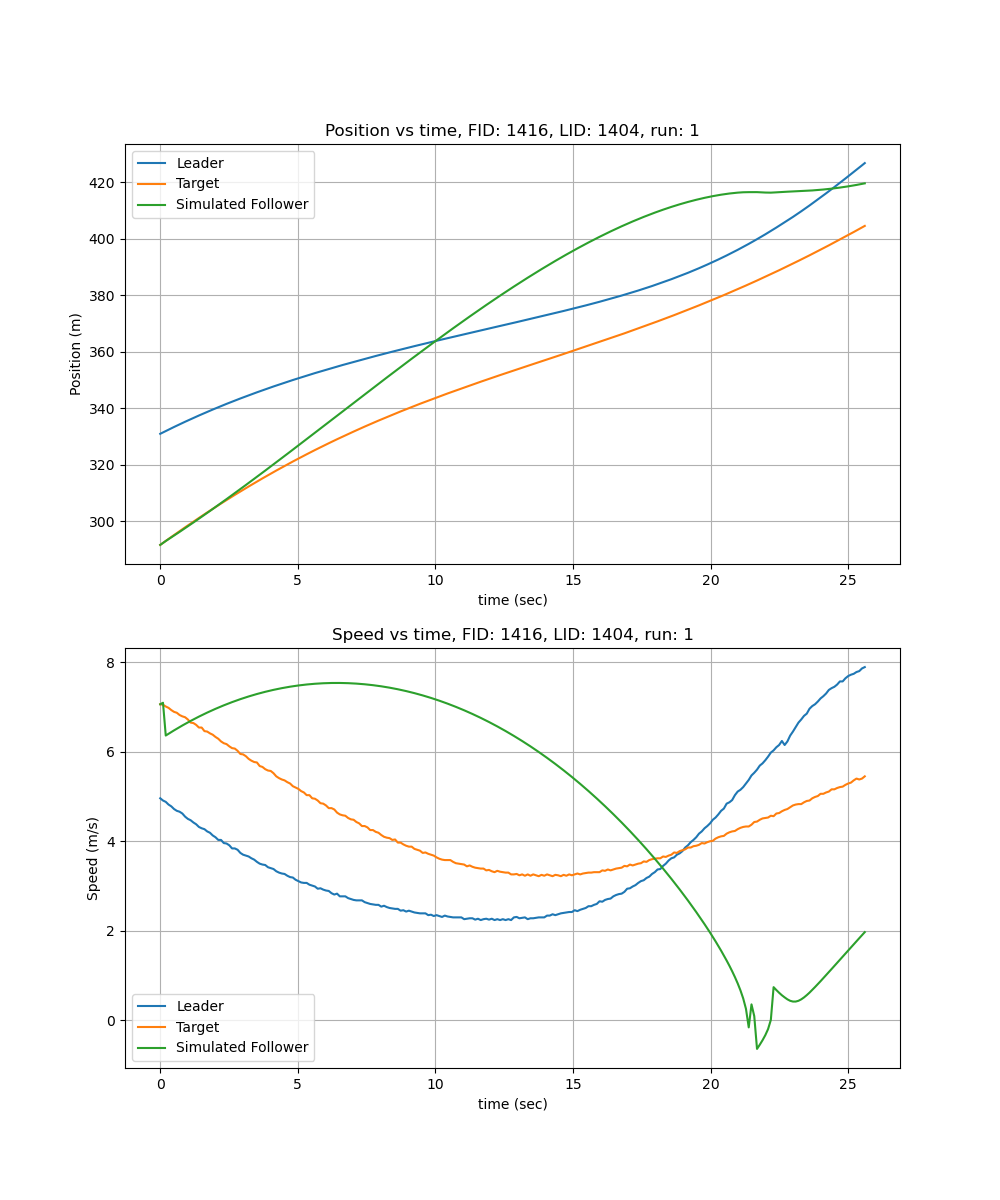 Position vs time, FID: 1416, LID: 1404, run: 1
Leader
Target
Simulated Follower
420
400
380
360
340
320
300
Position (m)
0 5 10 15 20 25
time (sec)
Speed vs time, FID: 1416, LID: 1404, run: 1
8
6
4
2
0
Speed (m/s)
Leader
Target
Simulated Follower
0 5 10 15 20 25
time (sec)